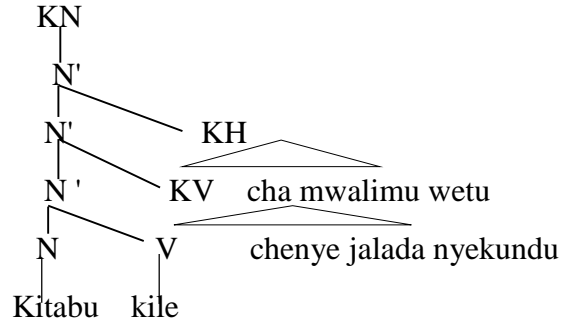 KN
N'
N' KH
N ' KV cha mwalimu wetu
N V chenye jalada nyekundu
Kitabu kile